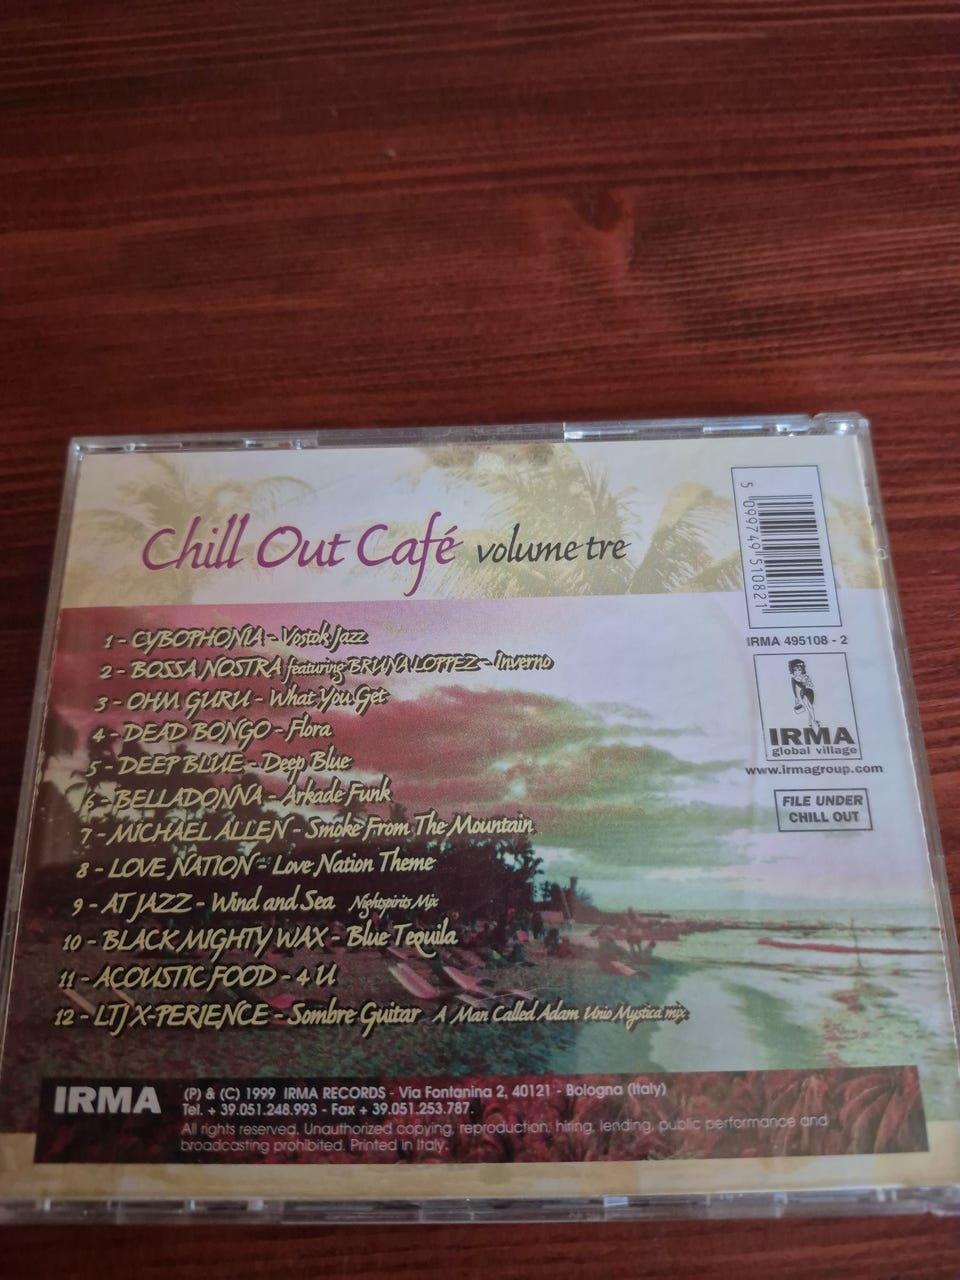 Chill Out Café volume tre
5 099749 510821
IRMA 495108 - 2
IRMA
global village
www.irmagroup.com
FILE UNDER
CHILL OUT
1 - CYBOPHONIA - Vostok Jazz
2 - BOSSA NOSTRA featuring BRUNA LOPPEZ - Inverno
3 - OHM GURU - What You Get
4 - DEAD BONGO - Flora
5 - DEEP BLUE - Deep Blue
6 - BELLADONNA - Arkade Funk
7 - MICHAEL ALLEN - Smoke From The Mountain
8 - LOVE NATION - Love Nation Theme
9 - AT JAZZ - Wind and Sea Nightspirits Mix
10 - BLACK MIGHTY WAX - Blue Tequila
11 - ACOUSTIC FOOD - 4 U
12 - LTJ X-PERIENCE - Sombre Guitar A Man Called Adam Unio Mystica mix
IRMA
(P) & (C) 1999 IRMA RECORDS - Via Fontanina 2, 40121 - Bologna (Italy)
Tel. + 39.051.248.993 - Fax + 39.051.253.787.
All rights reserved. Unauthorized copying, reproduction, hiring, lending, public performance and
broadcasting prohibited. Printed in Italy.